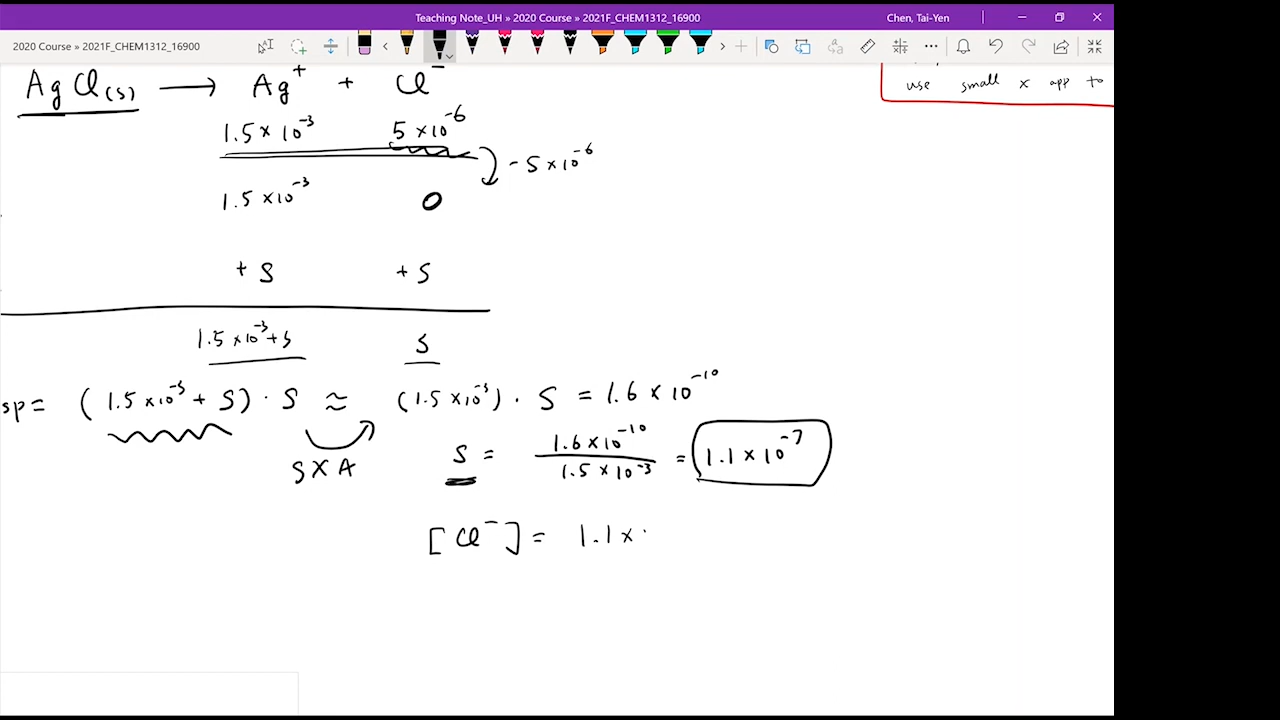 Teaching Note_UH » 2020 Course » 2021F_CHEM1312_16900
Chen, Tai-Yen
2020 Course » 2021F_CHEM1312_16900
use small x app to
AgCl(s) ⟶ Ag⁺ + Cl⁻
1.5 × 10⁻³ 5 × 10⁻⁶
- 5 × 10⁻⁶
1.5 × 10⁻³ 0
+ S + S
1.5 × 10⁻³ + S S
sp = (1.5 × 10⁻³ + S) · S ≈ (1.5 × 10⁻³) · S = 1.6 × 10⁻¹⁰
S X A
S = 1.6 × 10⁻¹⁰ / 1.5 × 10⁻³ = 1.1 × 10⁻⁷
[Cl⁻] = 1.1 ×